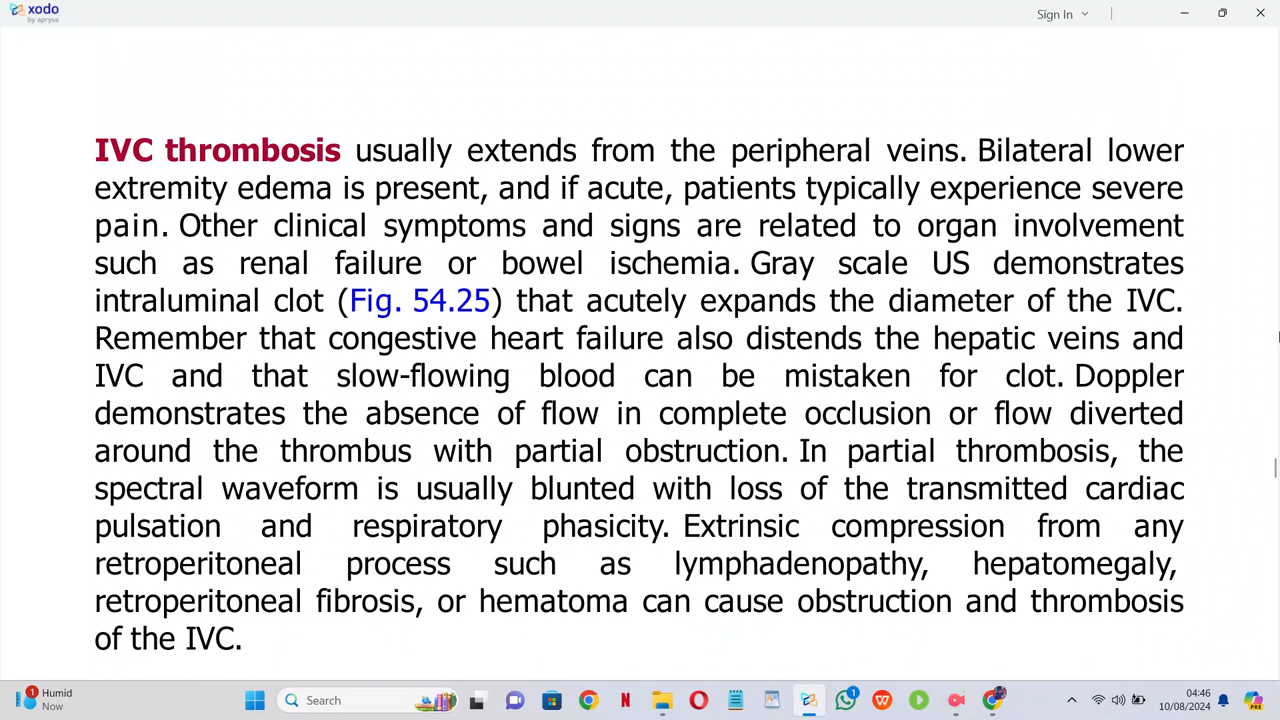 xodo
by apryse
Sign In
IVC thrombosis usually extends from the peripheral veins. Bilateral lower
extremity edema is present, and if acute, patients typically experience severe
pain. Other clinical symptoms and signs are related to organ involvement
such as renal failure or bowel ischemia. Gray scale US demonstrates
intraluminal clot (Fig. 54.25) that acutely expands the diameter of the IVC.
Remember that congestive heart failure also distends the hepatic veins and
IVC and that slow-flowing blood can be mistaken for clot. Doppler
demonstrates the absence of flow in complete occlusion or flow diverted
around the thrombus with partial obstruction. In partial thrombosis, the
spectral waveform is usually blunted with loss of the transmitted cardiac
pulsation and respiratory phasicity. Extrinsic compression from any
retroperitoneal process such as lymphadenopathy, hepatomegaly,
retroperitoneal fibrosis, or hematoma can cause obstruction and thrombosis
of the IVC.
1
Humid
Now
Search
N
1
W
04:46
10/08/2024
PRE